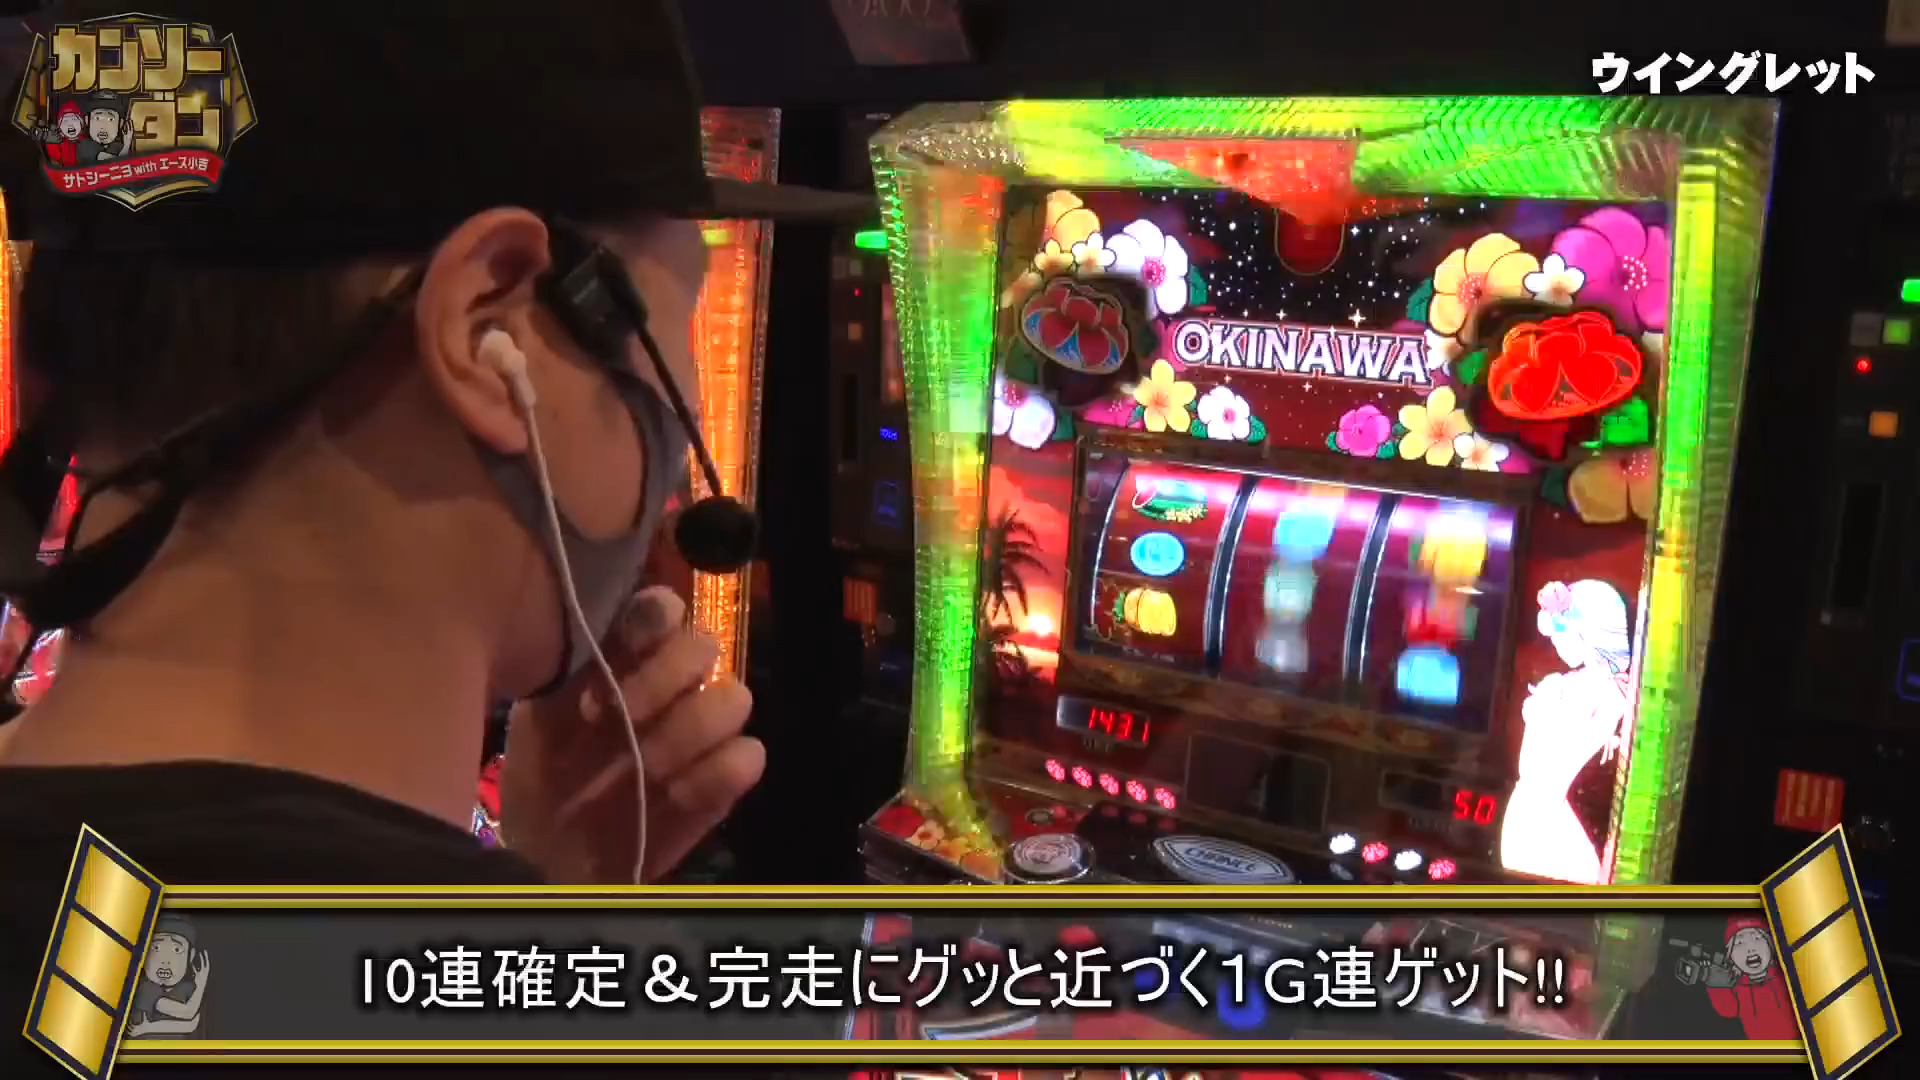 カンソー
ダン
サトシーニョ with エース小吉
ウイングレット
OKINAWA
1431
50
CHANCE
10連確定＆完走にグッと近づく1G連ゲット!!